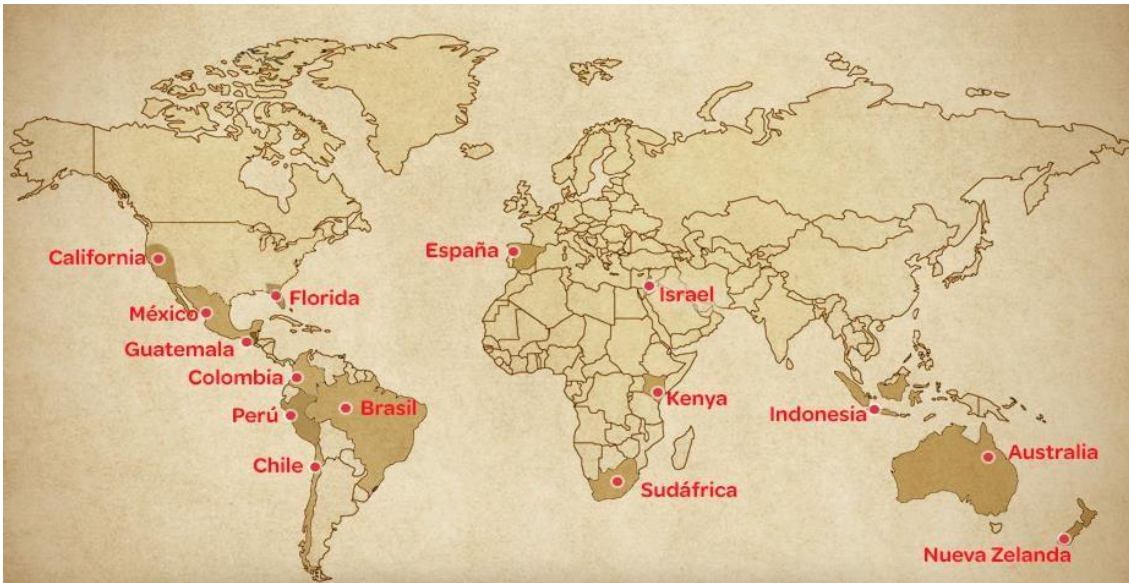 California
España
Florida
Israel
México
Guatemala
Colombia
Kenya
Brasil
Perú
Indonesia
Australia
Chile
Sudáfrica
Nueva Zelanda